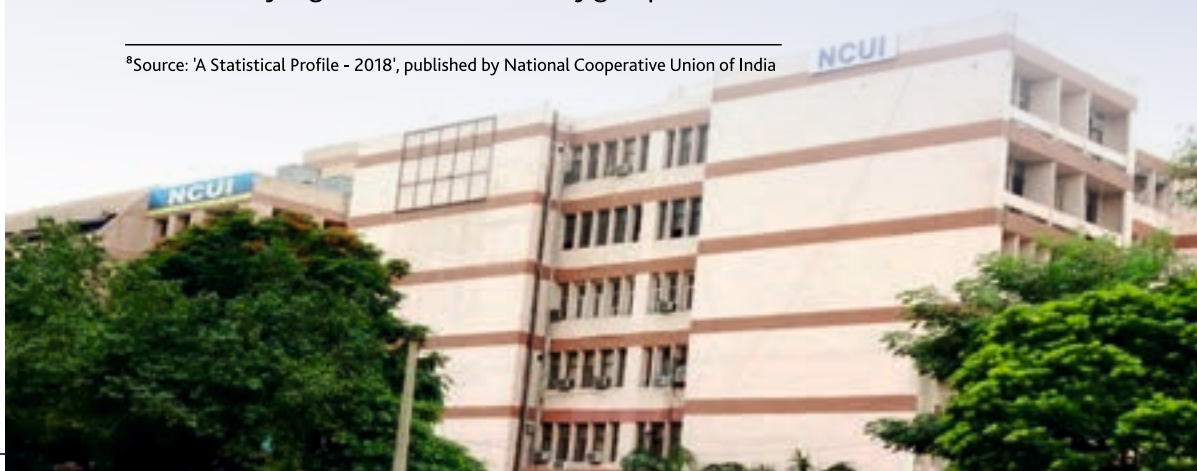 ⁸Source: 'A Statistical Profile - 2018', published by National Cooperative Union of India
NCUI
NCUI